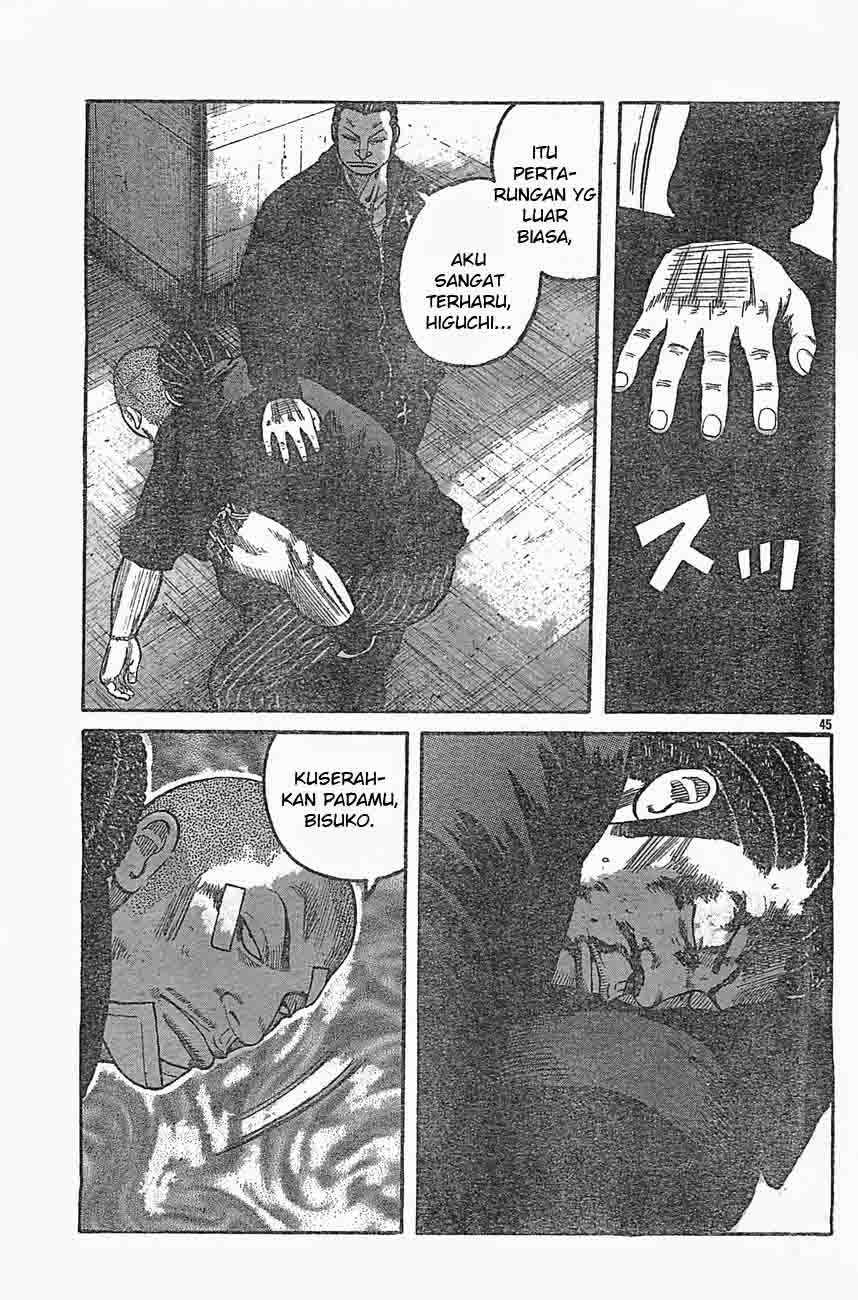 スッ
ITU
PERTA-
RUNGAN YG
LUAR
BIASA,
AKU
SANGAT
TERHARU,
HIGUCHI...
45
KUSERAH-
KAN PADAMU,
BISUKO.